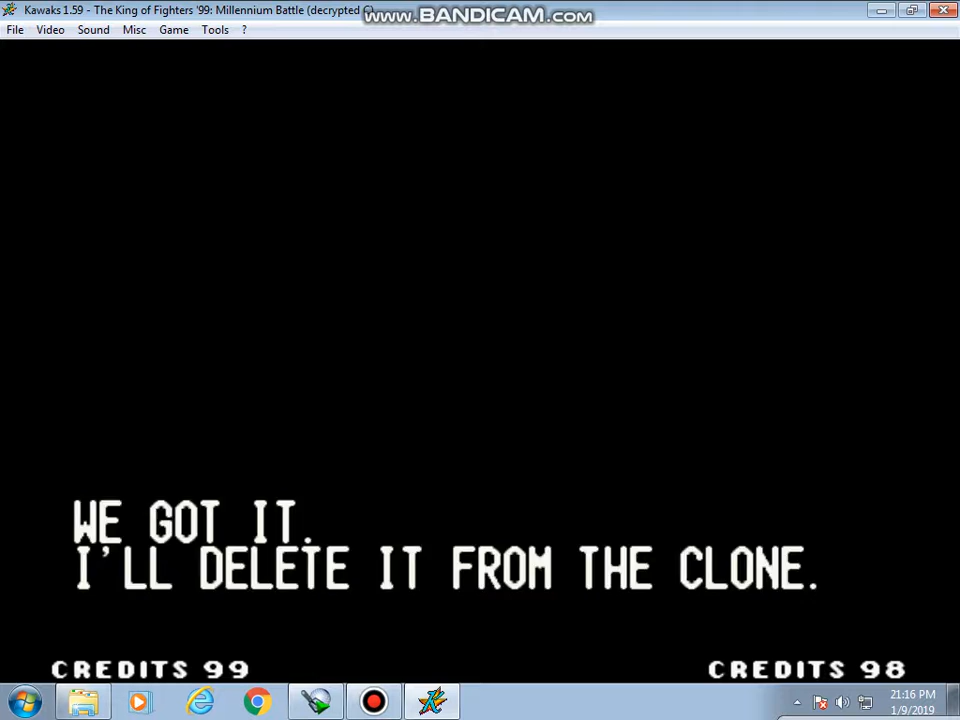 Kawaks 1.59 - The King of Fighters '99: Millennium Battle (decrypted C)
www.BANDICAM.com
File Video Sound Misc Game Tools ?
WE GOT IT.
I'LL DELETE IT FROM THE CLONE.
CREDITS 99 CREDITS 98
21:16 PM
1/9/2019